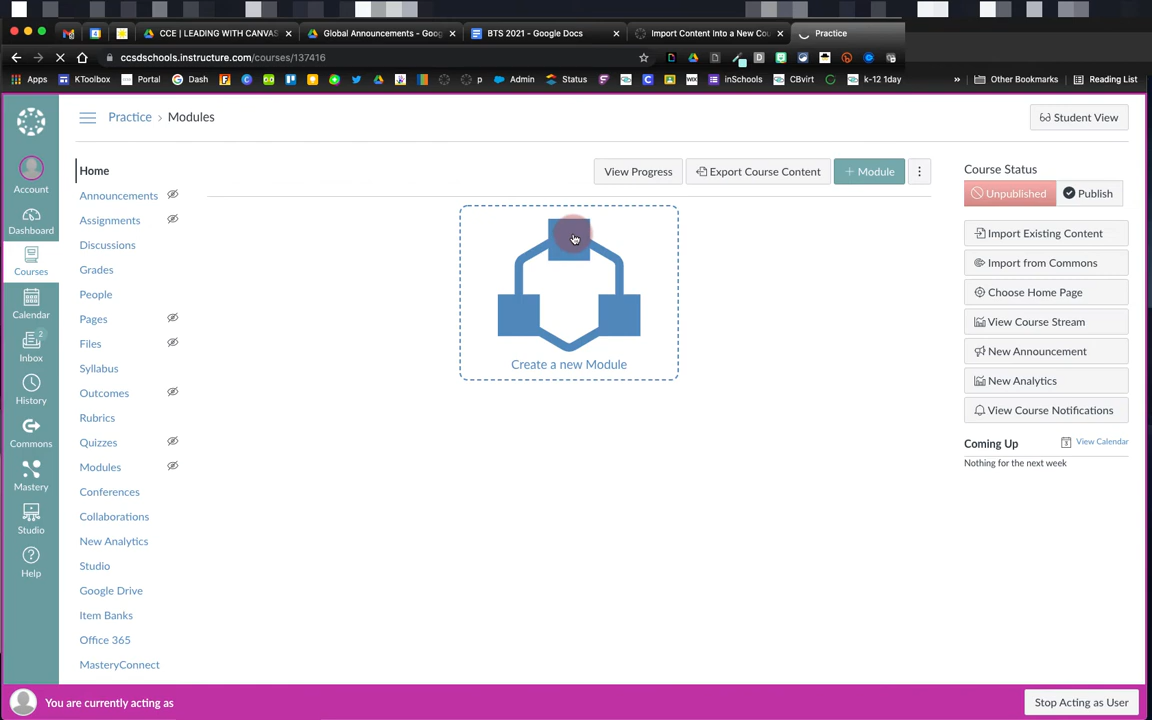 CCE | LEADING WITH CANVAS
Global Announcements - Goog
BTS 2021 - Google Docs
Import Content Into a New Cou
Practice
ccsdschools.instructure.com/courses/137416
Apps
KToolbox
Portal
Dash
p
Admin
Status
inSchools
CBvirt
k-12 1day
»
Other Bookmarks
Reading List
Practice › Modules
Student View
Account
Dashboard
Courses
Calendar
2
Inbox
History
Commons
Mastery
Studio
Help
Home
Announcements
Assignments
Discussions
Grades
People
Pages
Files
Syllabus
Outcomes
Rubrics
Quizzes
Modules
Conferences
Collaborations
New Analytics
Studio
Google Drive
Item Banks
Office 365
MasteryConnect
View Progress
Export Course Content
+ Module
Create a new Module
Course Status
Unpublished
Publish
Import Existing Content
Import from Commons
Choose Home Page
View Course Stream
New Announcement
New Analytics
View Course Notifications
Coming Up
View Calendar
Nothing for the next week
You are currently acting as
Stop Acting as User